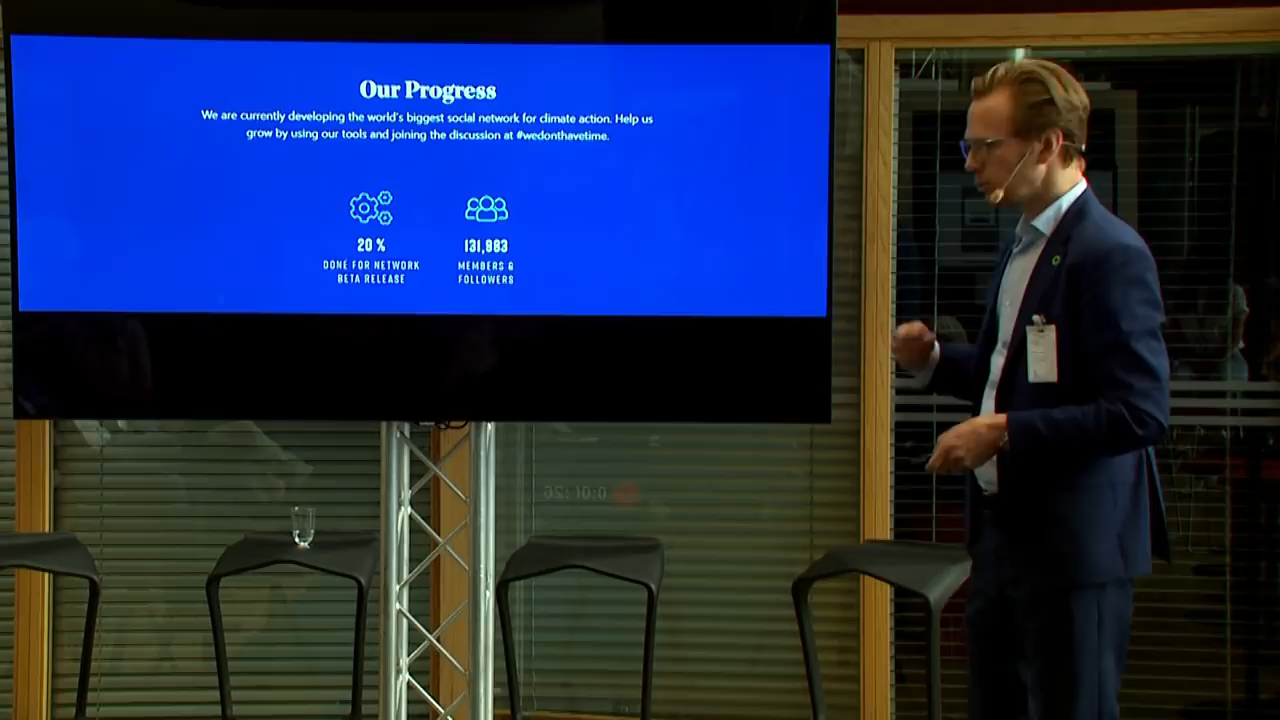 Our Progress
We are currently developing the world's biggest social network for climate action. Help us
grow by using our tools and joining the discussion at #wedonthavetime.
20 %
131,983
DONE FOR NETWORK
BETA RELEASE
MEMBERS &
FOLLOWERS